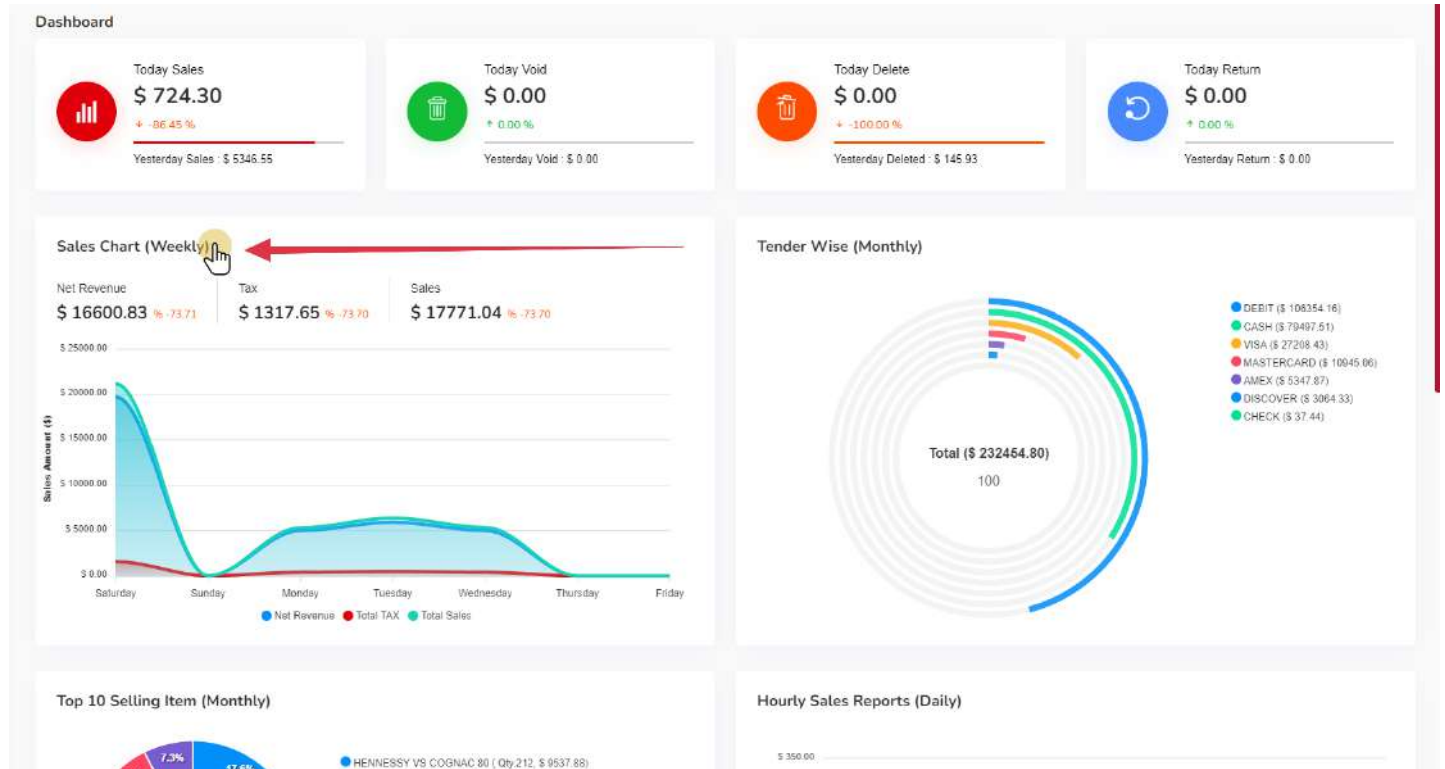 Dashboard
Today Sales
$ 724.30
↓ -86.45 %
Yesterday Sales : $ 5346.55
Today Void
$ 0.00
↑ 0.00 %
Yesterday Void : $ 0.00
Today Delete
$ 0.00
↓ -100.00 %
Yesterday Deleted : $ 145.93
Today Return
$ 0.00
↑ 0.00 %
Yesterday Return : $ 0.00
Sales Chart (Weekly)
Net Revenue
$ 16600.83 % -73.71
Tax
$ 1317.65 % -73.70
Sales
$ 17771.04 % -73.70
Sales Amount ($)
$ 25000.00
$ 20000.00
$ 15000.00
$ 10000.00
$ 5000.00
$ 0.00
Saturday Sunday Monday Tuesday Wednesday Thursday Friday
Net Revenue Total TAX Total Sales
Tender Wise (Monthly)
Total ($ 232454.80)
100
DEBIT ($ 106354.16)
CASH ($ 79497.51)
VISA ($ 27208.43)
MASTERCARD ($ 10945.06)
AMEX ($ 5347.87)
DISCOVER ($ 3064.33)
CHECK ($ 37.44)
Top 10 Selling Item (Monthly)
7.3%
17.6%
HENNESSY VS COGNAC 80 ( Qty.212, $ 9537.88)
Hourly Sales Reports (Daily)
$ 350.00